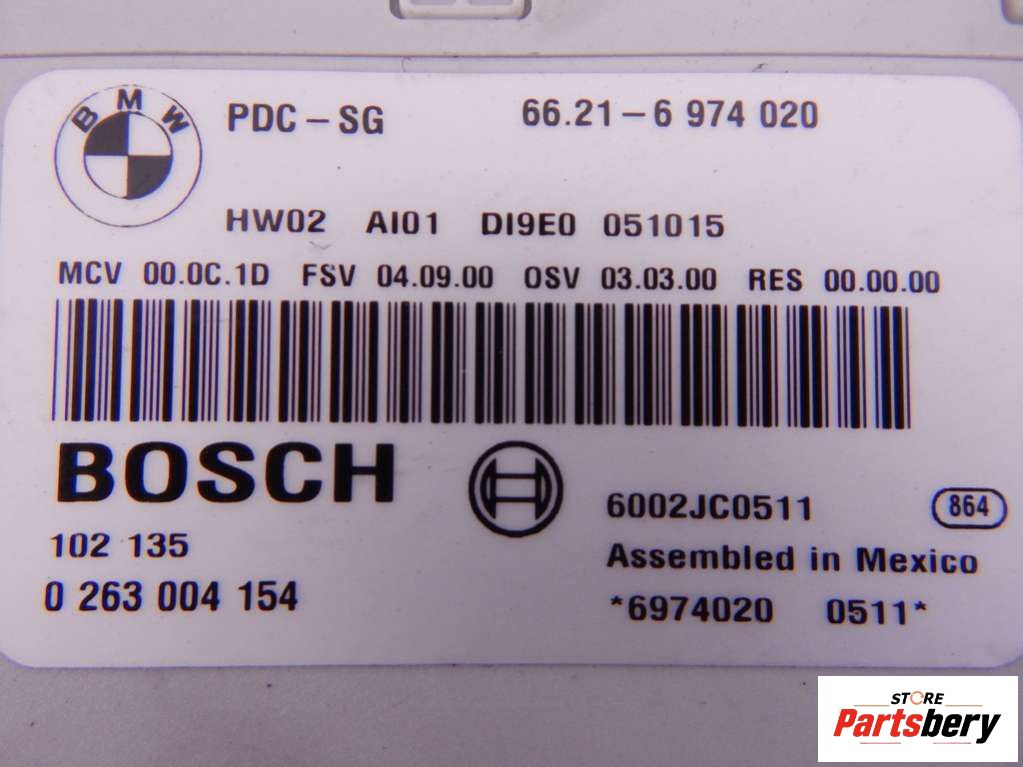 BMW
PDC – SG 66.21 – 6 974 020
HW02 AI01 DI9E0 051015
MCV 00.0C.1D FSV 04.09.00 OSV 03.03.00 RES 00.00.00
BOSCH
6002JC0511 864
102 135
Assembled in Mexico
0 263 004 154
*6974020 0511*
STORE
Partsbery